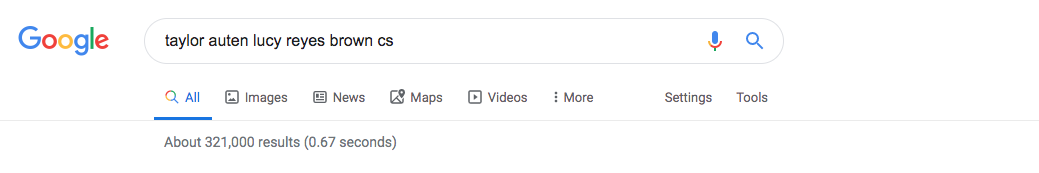 Google taylor auten lucy reyes brown cs
All Images News Maps Videos More Settings Tools
About 321,000 results (0.67 seconds)